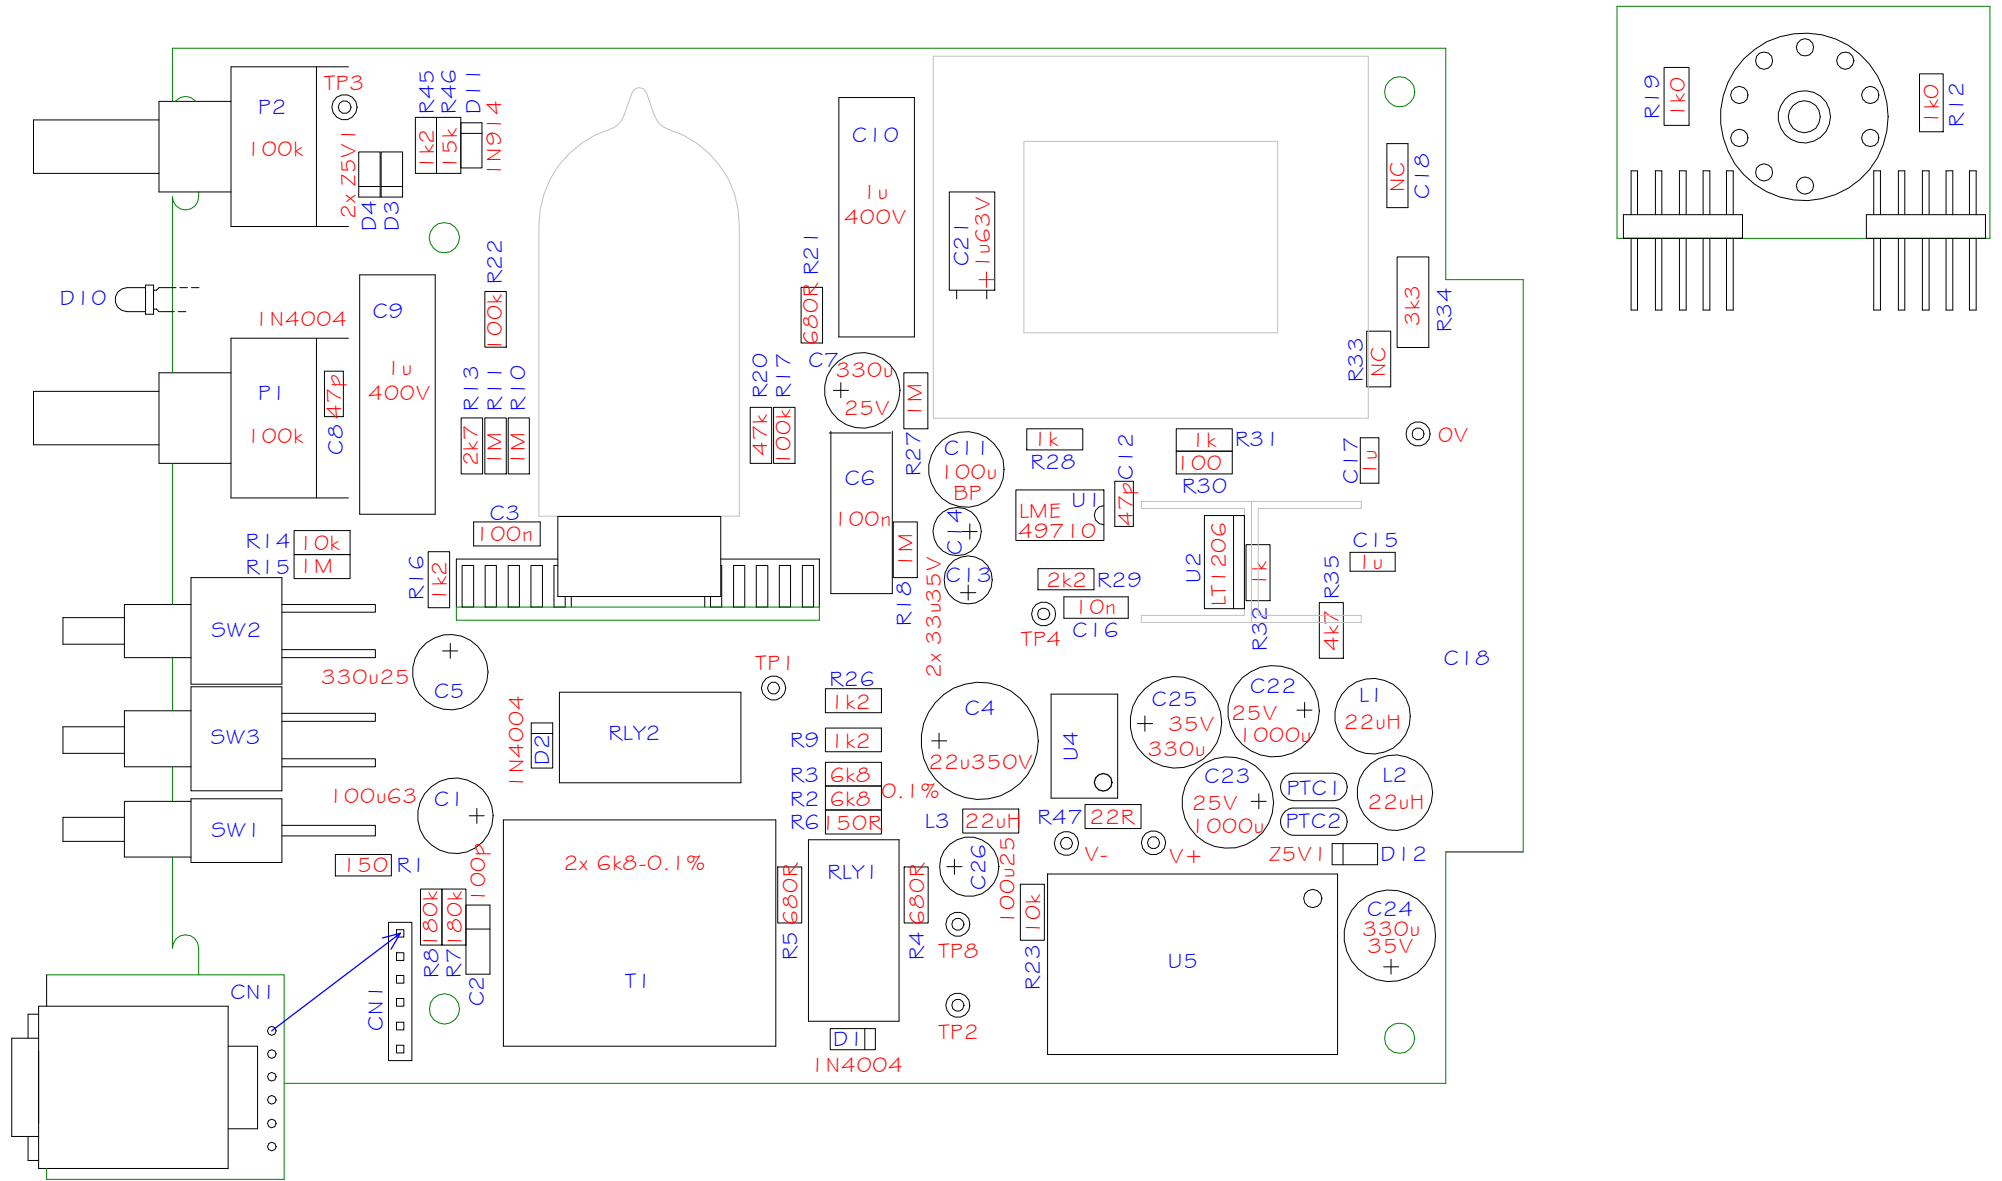 P2
100k
TP3
2x Z5V1
D4
D3
R45
R46
D11
1k2
15k
1N914
C10
1u
400V
C21
+1u63V
NC
C18
R19
1k0
1k0
R12
D10
1N4004
R22
100k
C9
1u
400V
R21
680R
3k3
R34
R33
NC
P1
100k
47p
C8
R13
R11
R10
2k7
1M
1M
R20
R17
47k
100k
C7
330u
25V
1M
R27
C11
100u
BP
1k
R28
C12
47p
1k
R31
100
R30
C17
1u
0V
C6
100n
C3
100n
U1
LME
49710
C14
C13
2x 33u35V
1M
R18
R14
10k
R15
1M
R16
1k2
2k2
R29
10n
C16
TP4
U2
LT1206
1k
R32
C15
1u
R35
4k7
C18
SW2
SW3
SW1
330u25
C5
TP1
1N4004
D2
RLY2
R26
1k2
R9
1k2
R3
6k8
R2
6k8
0.1%
R6
150R
C4
22u350V
U4
C25
35V
330u
C22
25V
1000u
L1
22uH
C23
25V
1000u
PTC1
PTC2
L2
22uH
100u63
C1
L3
22uH
R47
22R
V-
V+
Z5V1
D12
150
R1
100p
180k
180k
R8
R7
C2
2x 6k8-0.1%
T1
680R
R5
RLY1
680R
R4
C26
100u25
TP8
TP2
10k
R23
U5
C24
330u
35V
CN1
CN1
D1
1N4004